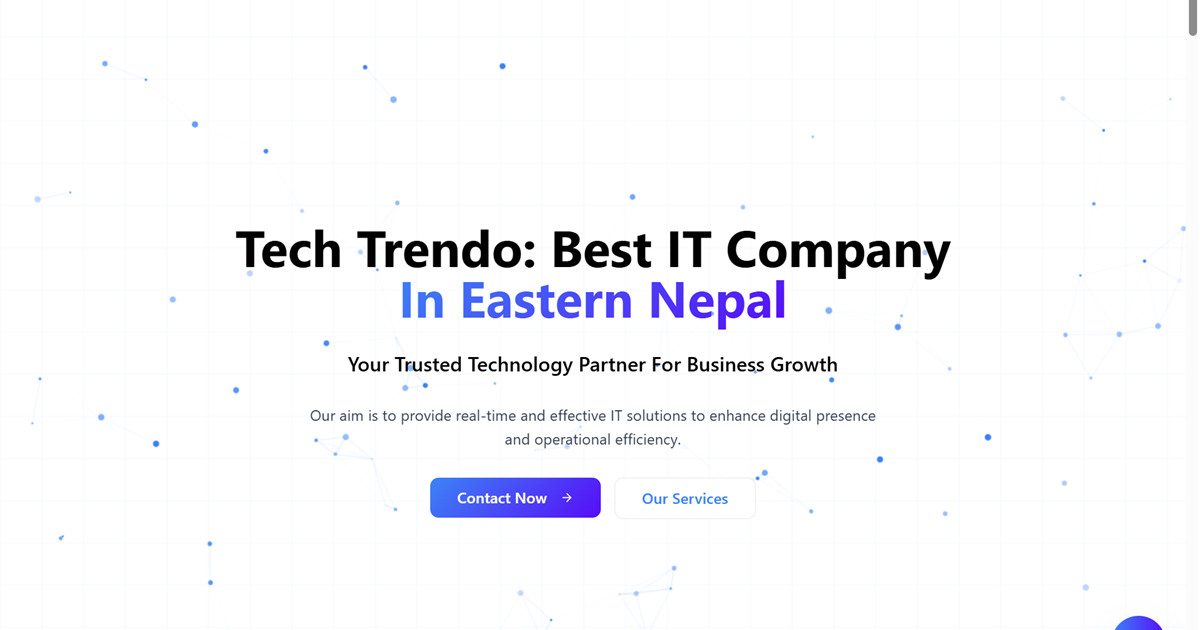 Tech Trendo: Best IT Company
In Eastern Nepal
Your Trusted Technology Partner For Business Growth
Our aim is to provide real-time and effective IT solutions to enhance digital presence
and operational efficiency.
Contact Now →
Our Services